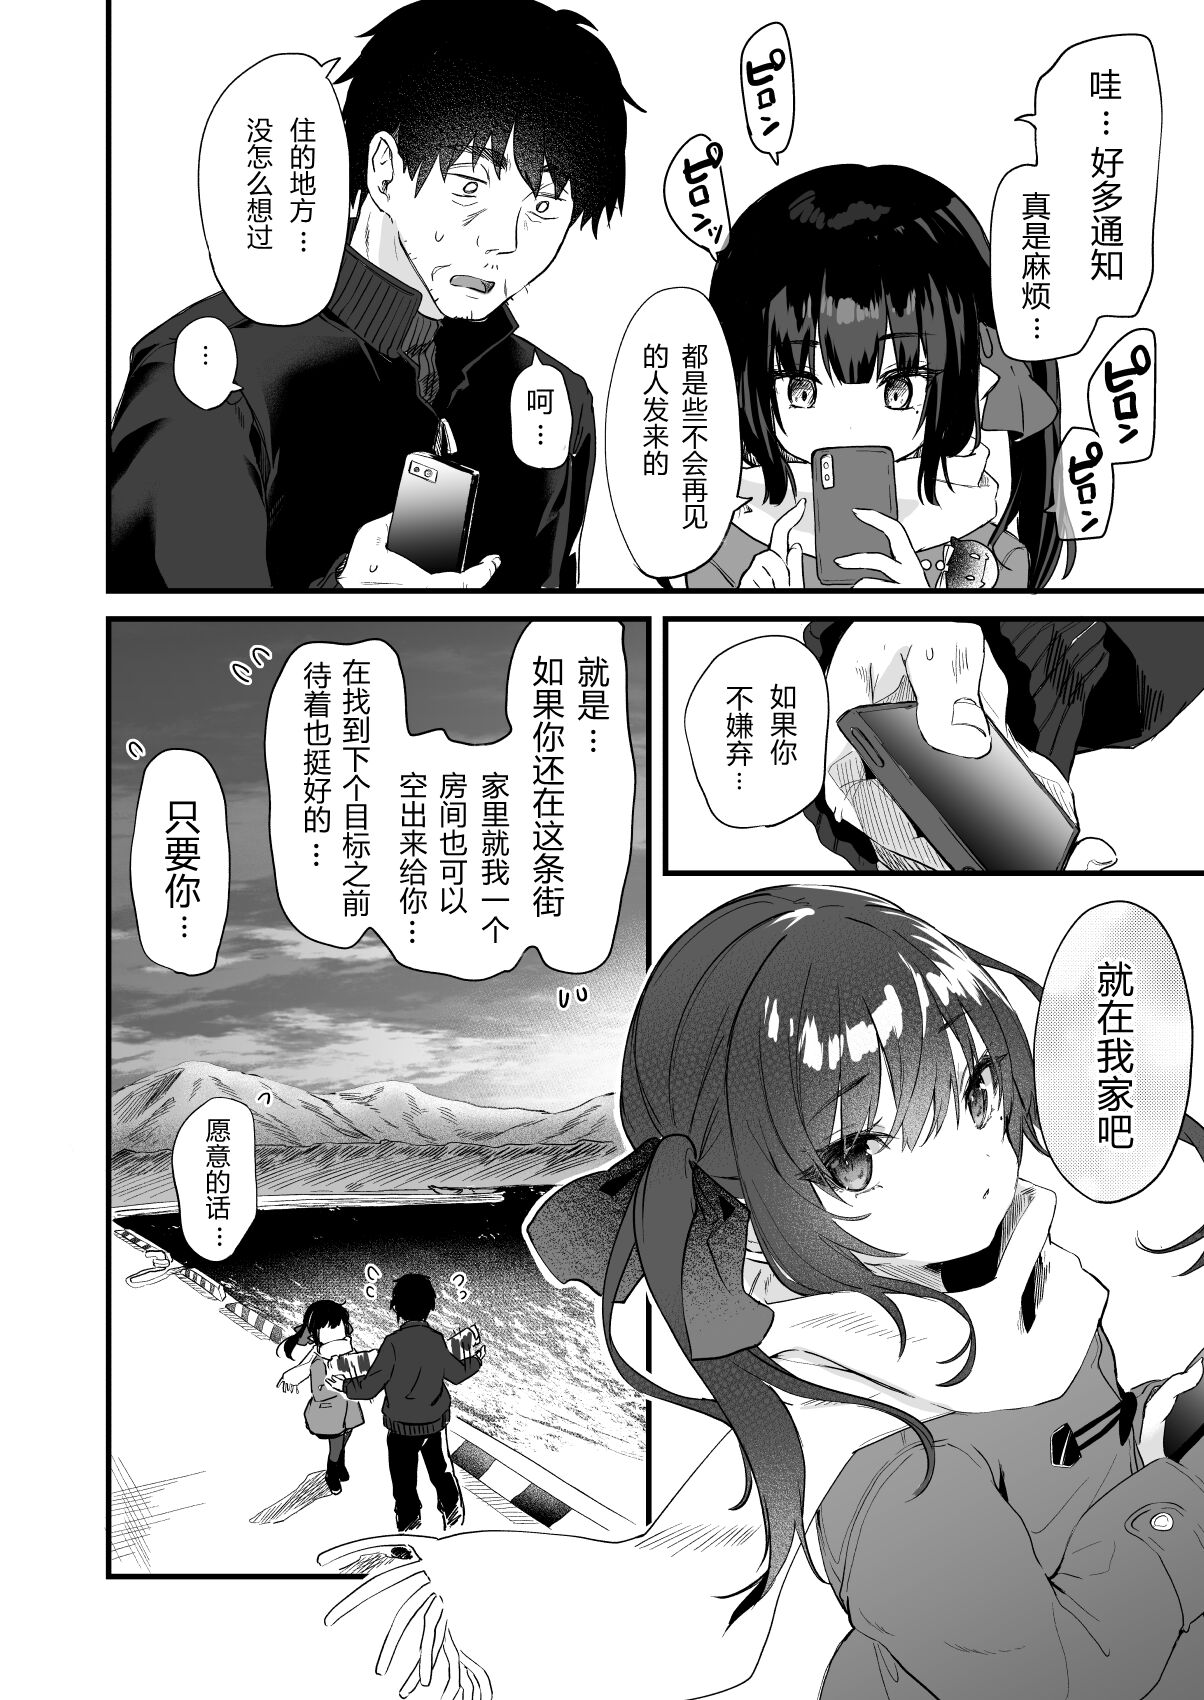 哇…好多通知
真是麻烦…
ピロン
ピロンッ
ピロン
ピロン
都是些不会再见
的人发来的
呵…
住的地方…
没怎么想过
…
如果你
不嫌弃…
就在我家吧
就是…
如果你还在这条街
家里就我一个
房间也可以
空出来给你…
在找到下个目标之前
待着也挺好的…
只要你…
愿意的话…